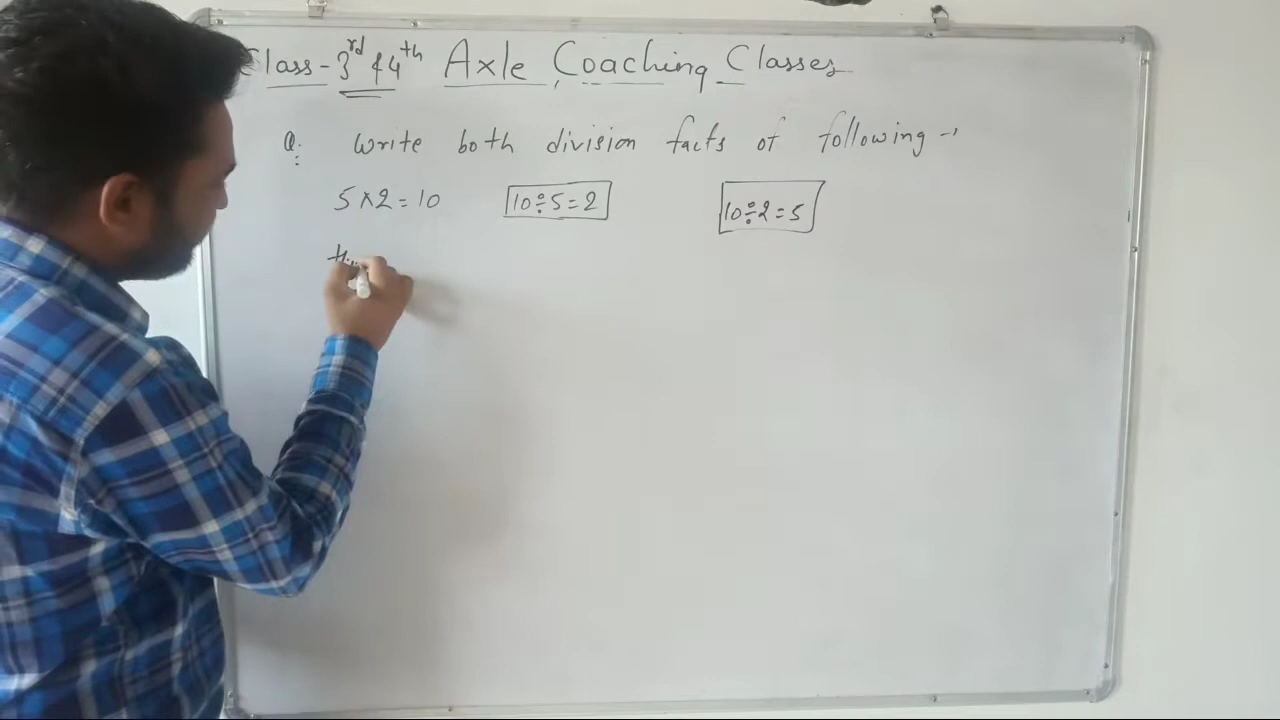 Class - 3rd & 4th Axle Coaching Classes
Q. Write both division facts of following -
5 × 2 = 10 10 ÷ 5 = 2 10 ÷ 2 = 5